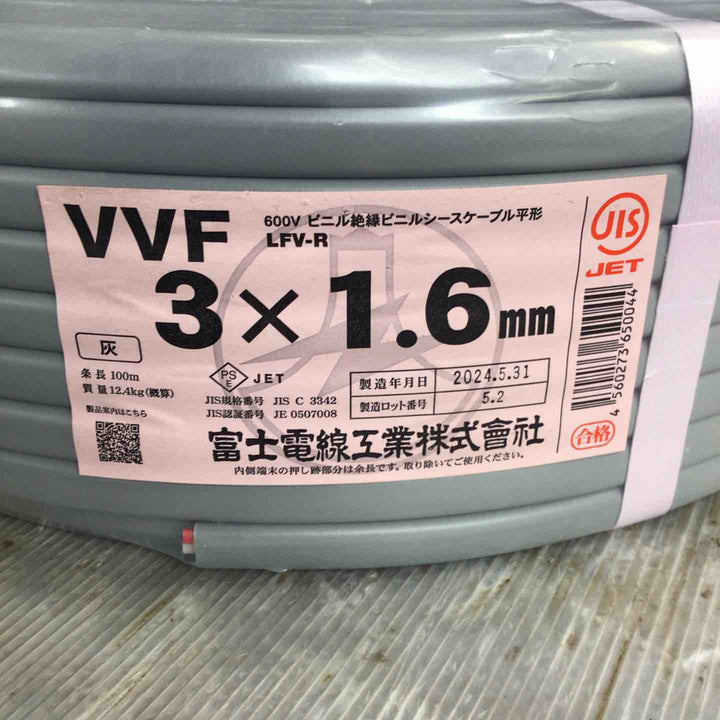 VVF
600V ビニル絶縁ビニルシースケーブル平形
LFV-R
3×1.6mm
JIS
JET
灰
条長 100m
質量 12.4kg(概算)
製品案内はこちら
PS
E
JET
JIS規格番号 JIS C 3342
JIS認証番号 JE 0507008
製造年月日 2024.5.31
製造ロット番号 5.2
4 560273 650044
合格
富士電線工業株式會社
内側端末の押し跡部分は余長です。取り除いてご使用ください。